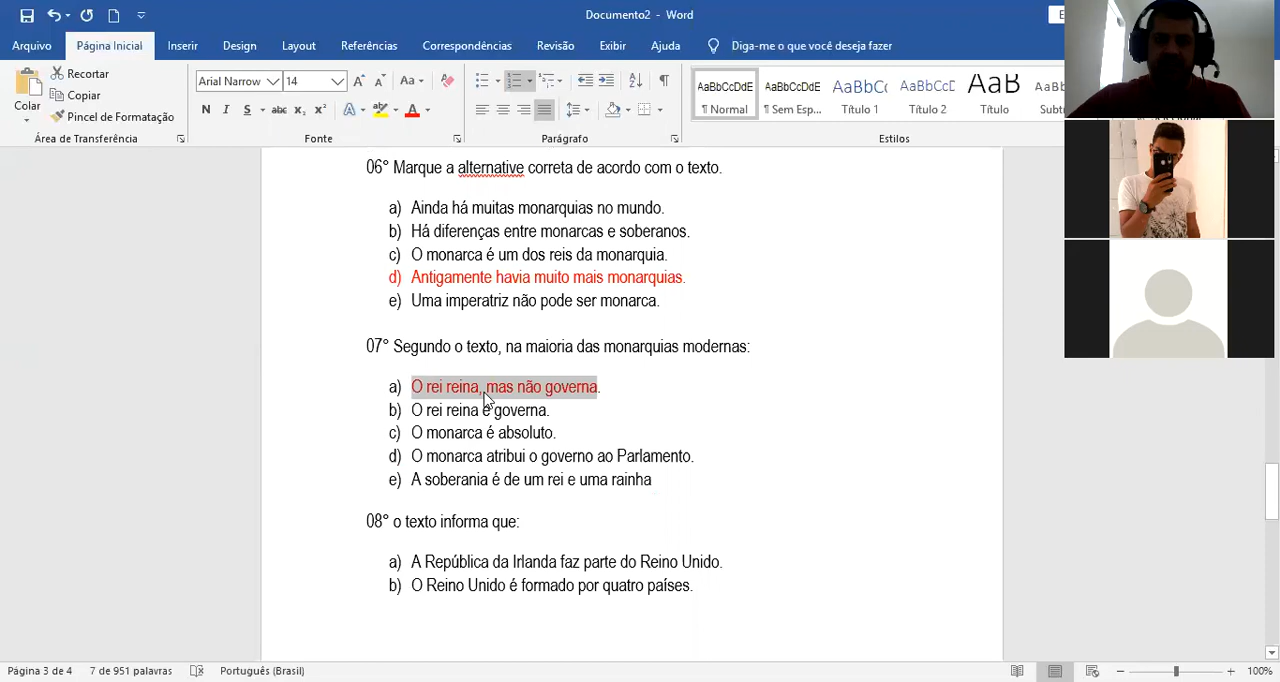 Documento2 - Word
E
Arquivo Página Inicial Inserir Design Layout Referências Correspondências Revisão Exibir Ajuda Diga-me o que você deseja fazer
Colar
Recortar
Copiar
Pincel de Formatação
Área de Transferência
Arial Narrow 14
Aa
N I S abc x₂ x²
A A
Fonte
Parágrafo
AaBbCcDdE AaBbCcDdE AaBbCc AaBbCcD AaB AaBbCcD
¶ Normal ¶ Sem Esp... Título 1 Título 2 Título Subt
Estilos
06° Marque a alternative correta de acordo com o texto.
a) Ainda há muitas monarquias no mundo.
b) Há diferenças entre monarcas e soberanos.
c) O monarca é um dos reis da monarquia.
d) Antigamente havia muito mais monarquias.
e) Uma imperatriz não pode ser monarca.
07° Segundo o texto, na maioria das monarquias modernas:
a) O rei reina, mas não governa.
b) O rei reina e governa.
c) O monarca é absoluto.
d) O monarca atribui o governo ao Parlamento.
e) A soberania é de um rei e uma rainha
08° o texto informa que:
a) A República da Irlanda faz parte do Reino Unido.
b) O Reino Unido é formado por quatro países.
Página 3 de 4 7 de 951 palavras Português (Brasil) 100%